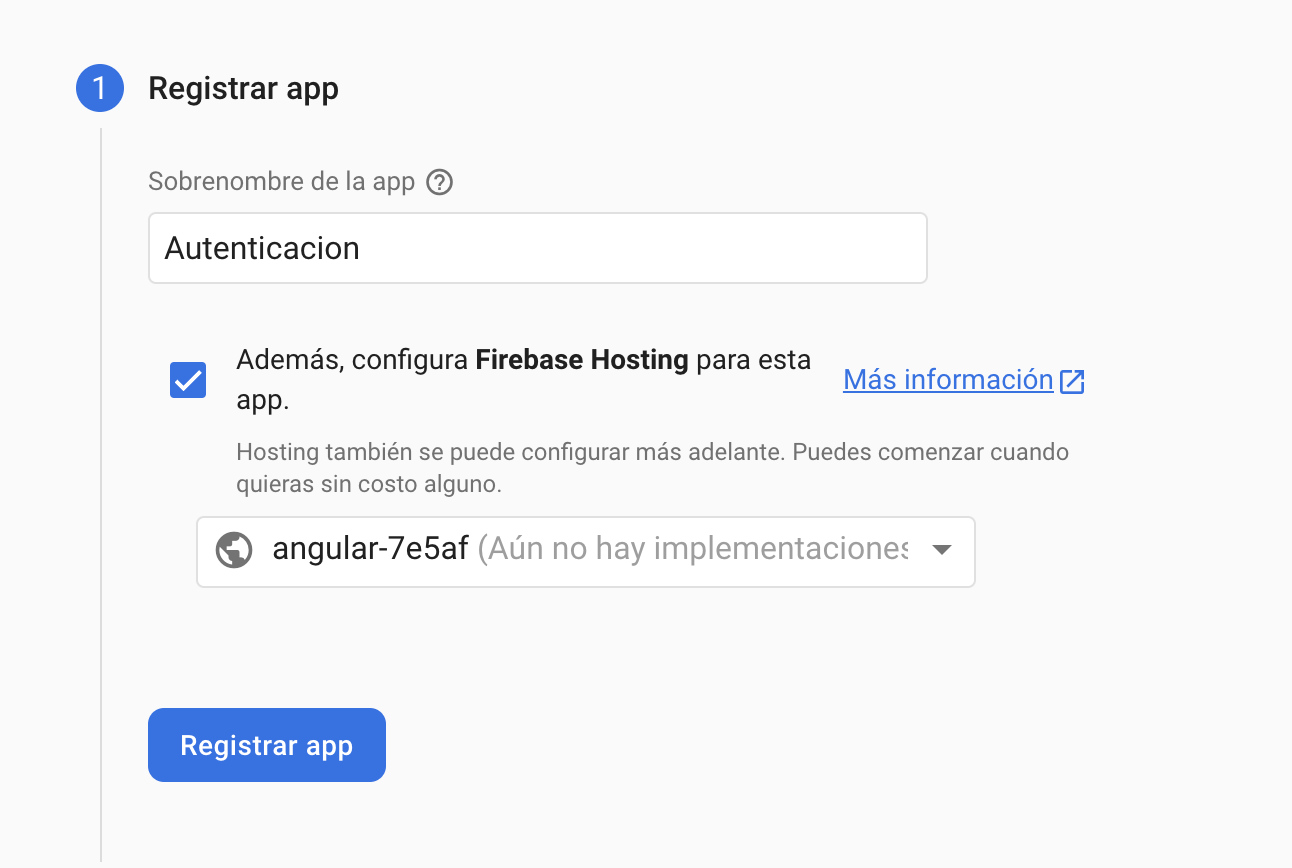 1 Registrar app
Sobrenombre de la app
Autenticacion
Además, configura Firebase Hosting para esta
app.
Más información
Hosting también se puede configurar más adelante. Puedes comenzar cuando
quieras sin costo alguno.
angular-7e5af (Aún no hay implementaciones
Registrar app